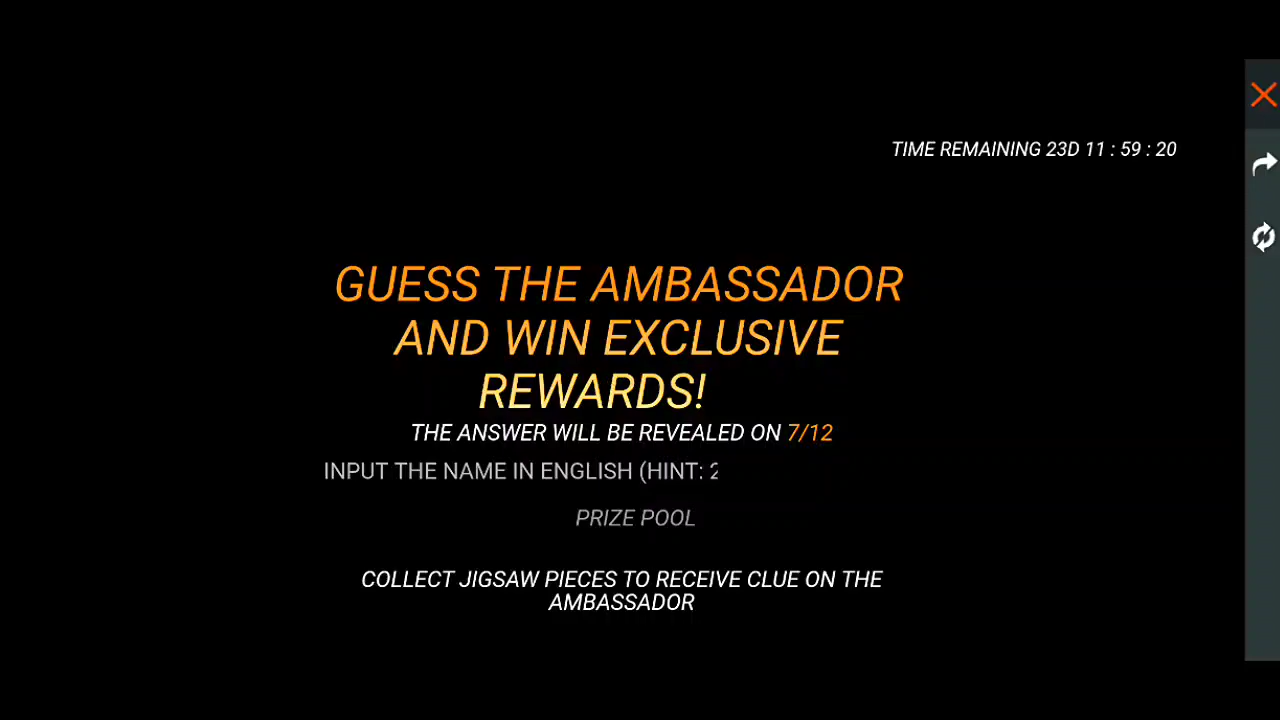 TIME REMAINING 23D 11 : 59 : 20
GUESS THE AMBASSADOR
AND WIN EXCLUSIVE
REWARDS!
THE ANSWER WILL BE REVEALED ON 7/12
INPUT THE NAME IN ENGLISH (HINT: 2
PRIZE POOL
COLLECT JIGSAW PIECES TO RECEIVE CLUE ON THE
AMBASSADOR